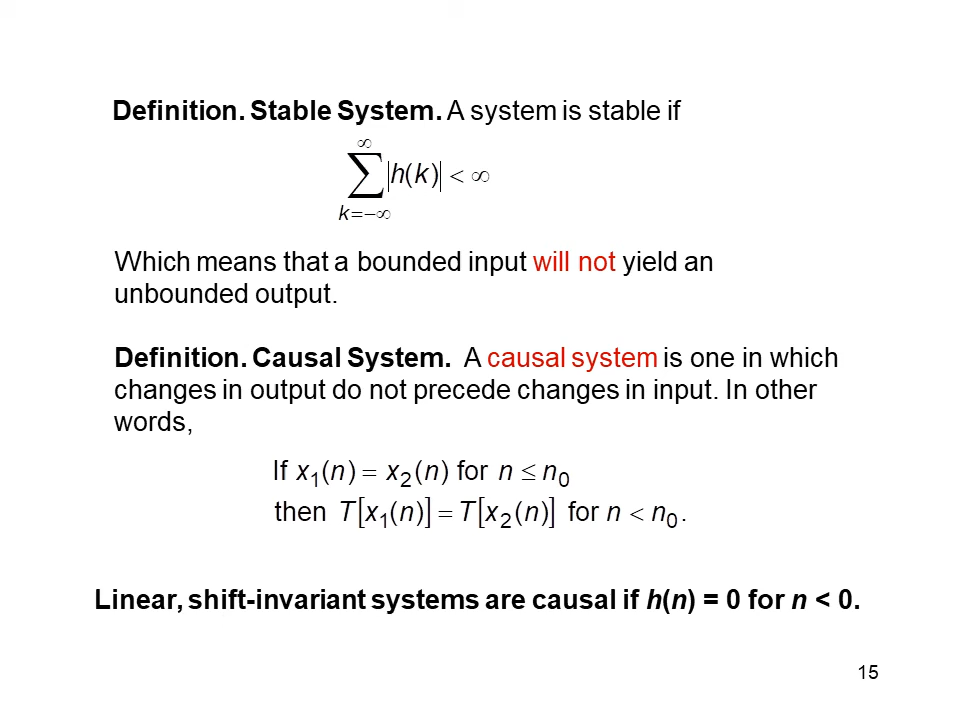 Definition. Stable System. A system is stable if
∞
∑ |h(k)| < ∞
k=−∞
Which means that a bounded input will not yield an
unbounded output.
Definition. Causal System. A causal system is one in which
changes in output do not precede changes in input. In other
words,
If x₁(n) = x₂(n) for n ≤ n₀
then T[x₁(n)] = T[x₂(n)] for n < n₀.
Linear, shift-invariant systems are causal if h(n) = 0 for n < 0.
15